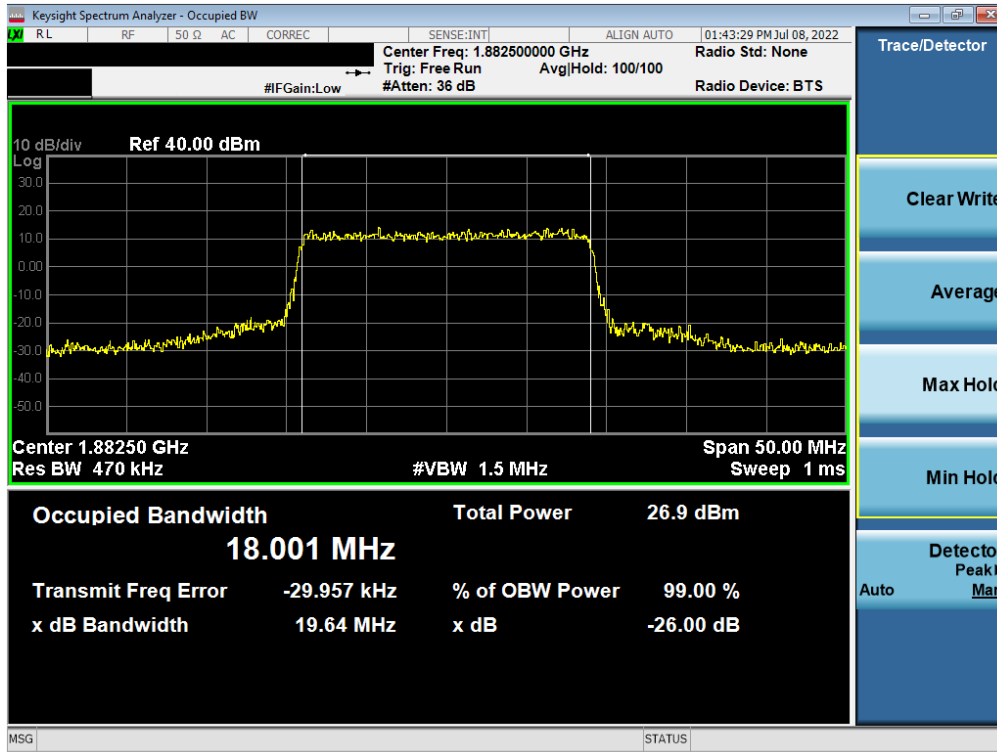 Keysight Spectrum Analyzer - Occupied BW
LXI RL RF 50 Ω AC CORREC SENSE:INT ALIGN AUTO 01:43:29 PM Jul 08, 2022
Center Freq: 1.882500000 GHz Radio Std: None
Trig: Free Run Avg|Hold: 100/100
#IFGain:Low #Atten: 36 dB Radio Device: BTS
10 dB/div Ref 40.00 dBm
Log
30.0
20.0
10.0
0.00
-10.0
-20.0
-30.0
-40.0
-50.0
Center 1.88250 GHz Span 50.00 MHz
Res BW 470 kHz #VBW 1.5 MHz Sweep 1 ms
Occupied Bandwidth Total Power 26.9 dBm
18.001 MHz
Transmit Freq Error -29.957 kHz % of OBW Power 99.00 %
x dB Bandwidth 19.64 MHz x dB -26.00 dB
MSG STATUS
Trace/Detector
Clear Write
Average
Max Hold
Min Hold
Detecto
Peak
Auto Man